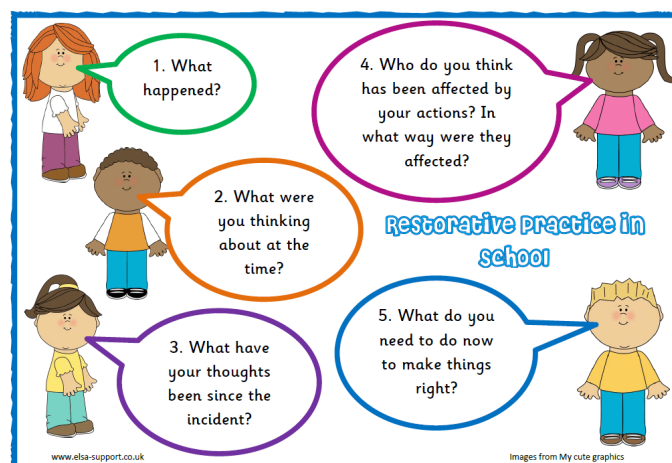 1. What
happened?
2. What were
you thinking
about at the
time?
3. What have
your thoughts
been since the
incident?
4. Who do you think
has been affected by
your actions? In
what way were they
affected?
Restorative Practice in
School
5. What do you
need to do now
to make things
right?
www.elsa-support.co.uk
Images from My cute graphics